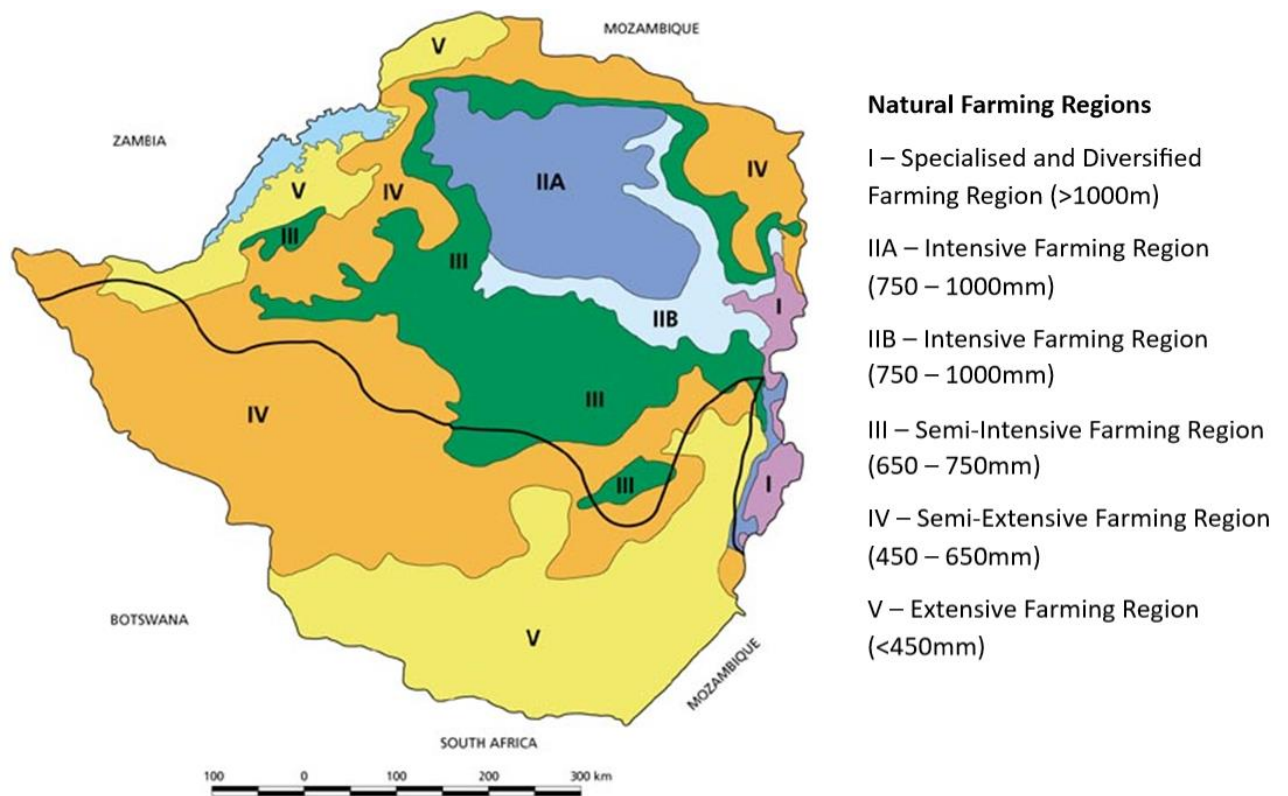 MOZAMBIQUE
V
ZAMBIA
V
IV
IIA
IV
III
III
I
IIB
III
IV
III
I
BOTSWANA
V
MOZAMBIQUE
SOUTH AFRICA
100 0 100 200 300 km
Natural Farming Regions
I – Specialised and Diversified
Farming Region (>1000m)
IIA – Intensive Farming Region
(750 – 1000mm)
IIB – Intensive Farming Region
(750 – 1000mm)
III – Semi-Intensive Farming Region
(650 – 750mm)
IV – Semi-Extensive Farming Region
(450 – 650mm)
V – Extensive Farming Region
(<450mm)